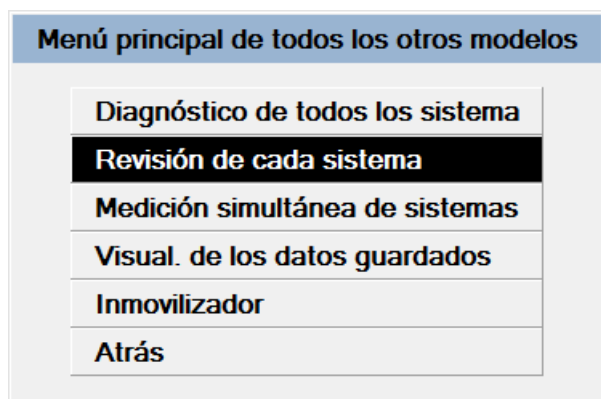 Menú principal de todos los otros modelos
Diagnóstico de todos los sistema
Revisión de cada sistema
Medición simultánea de sistemas
Visual. de los datos guardados
Inmovilizador
Atrás